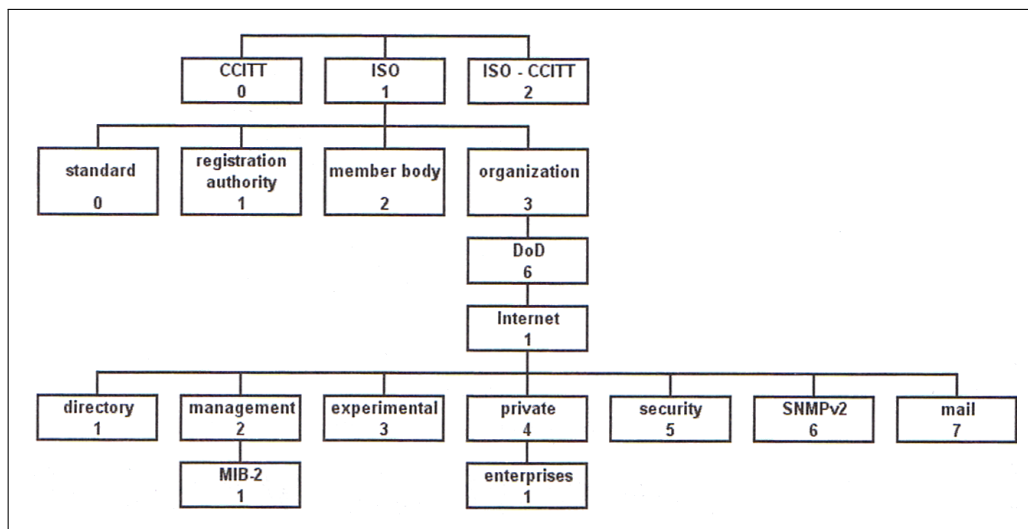 CCITT
0
ISO
1
ISO - CCITT
2
standard
0
registration
authority
1
member body
2
organization
3
DoD
6
Internet
1
directory
1
management
2
experimental
3
private
4
security
5
SNMPv2
6
mail
7
MIB-2
1
enterprises
1